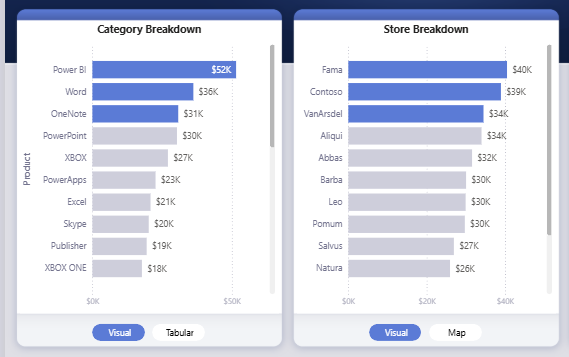 Category Breakdown
Product
Power BI $52K
Word $36K
OneNote $31K
PowerPoint $30K
XBOX $27K
PowerApps $23K
Excel $21K
Skype $20K
Publisher $19K
XBOX ONE $18K
$0K $50K
Visual Tabular
Store Breakdown
Fama $40K
Contoso $39K
VanArsdel $34K
Aliqui $34K
Abbas $32K
Barba $30K
Leo $30K
Pomum $30K
Salvus $27K
Natura $26K
$0K $20K $40K
Visual Map